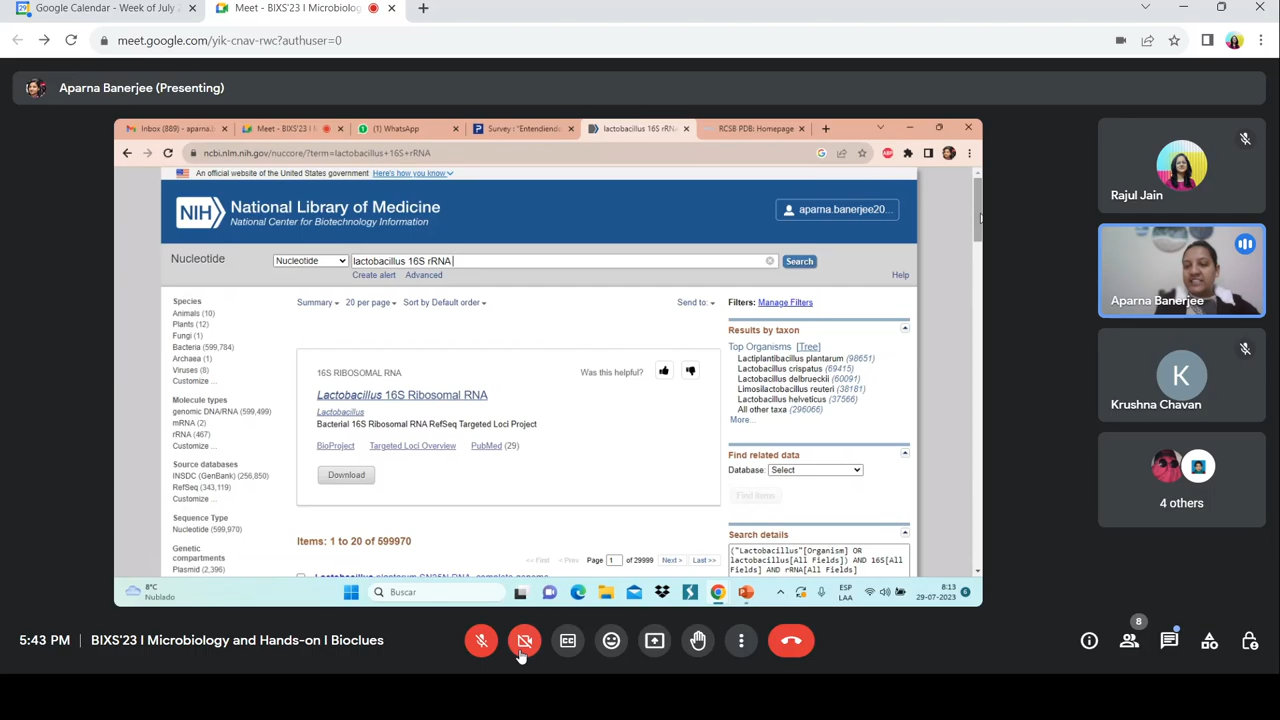 Google Calendar - Week of July 2
Meet - BIXS'23 I Microbiolog
meet.google.com/yik-cnav-rwc?authuser=0
Aparna Banerjee (Presenting)
Inbox (889) - aparna.b
Meet - BIXS'23 I
(1) WhatsApp
Survey : "Entendiend
lactobacillus 16S rRN
RCSB PDB: Homepage
ncbi.nlm.nih.gov/nuccore/?term=lactobacillus+16S+rRNA
ABP
An official website of the United States government Here's how you know
NIH National Library of Medicine
National Center for Biotechnology Information
aparna.banerjee20...
Nucleotide
Nucleotide
lactobacillus 16S rRNA
Search
Create alert Advanced
Help
Species
Animals (10)
Plants (12)
Fungi (1)
Bacteria (599,784)
Archaea (1)
Viruses (8)
Customize ...
Molecule types
genomic DNA/RNA (599,499)
mRNA (2)
rRNA (467)
Customize ...
Source databases
INSDC (GenBank) (256,850)
RefSeq (343,119)
Customize ...
Sequence Type
Nucleotide (599,970)
Genetic
compartments
Plasmid (2,396)
Summary 20 per page Sort by Default order
Send to:
16S RIBOSOMAL RNA
Was this helpful?
Lactobacillus 16S Ribosomal RNA
Lactobacillus
Bacterial 16S Ribosomal RNA RefSeq Targeted Loci Project
BioProject Targeted Loci Overview PubMed (29)
Download
Items: 1 to 20 of 599970
<< First < Prev Page 1 of 29999 Next > Last >>
Filters: Manage Filters
Results by taxon
Top Organisms [Tree]
Lactiplantibacillus plantarum (98651)
Lactobacillus crispatus (69415)
Lactobacillus delbrueckii (60091)
Limosilactobacillus reuteri (38181)
Lactobacillus helveticus (37566)
All other taxa (296066)
More...
Find related data
Database: Select
Find items
Search details
("Lactobacillus"[Organism] OR
lactobacillus[All Fields]) AND 16S[All
Fields] AND rRNA[All Fields]
8°C
Nublado
Buscar
ESP
LAA
8:13
29-07-2023
6
Rajul Jain
Aparna Banerjee
K
Krushna Chavan
4 others
5:43 PM
BIXS'23 I Microbiology and Hands-on I Bioclues
8